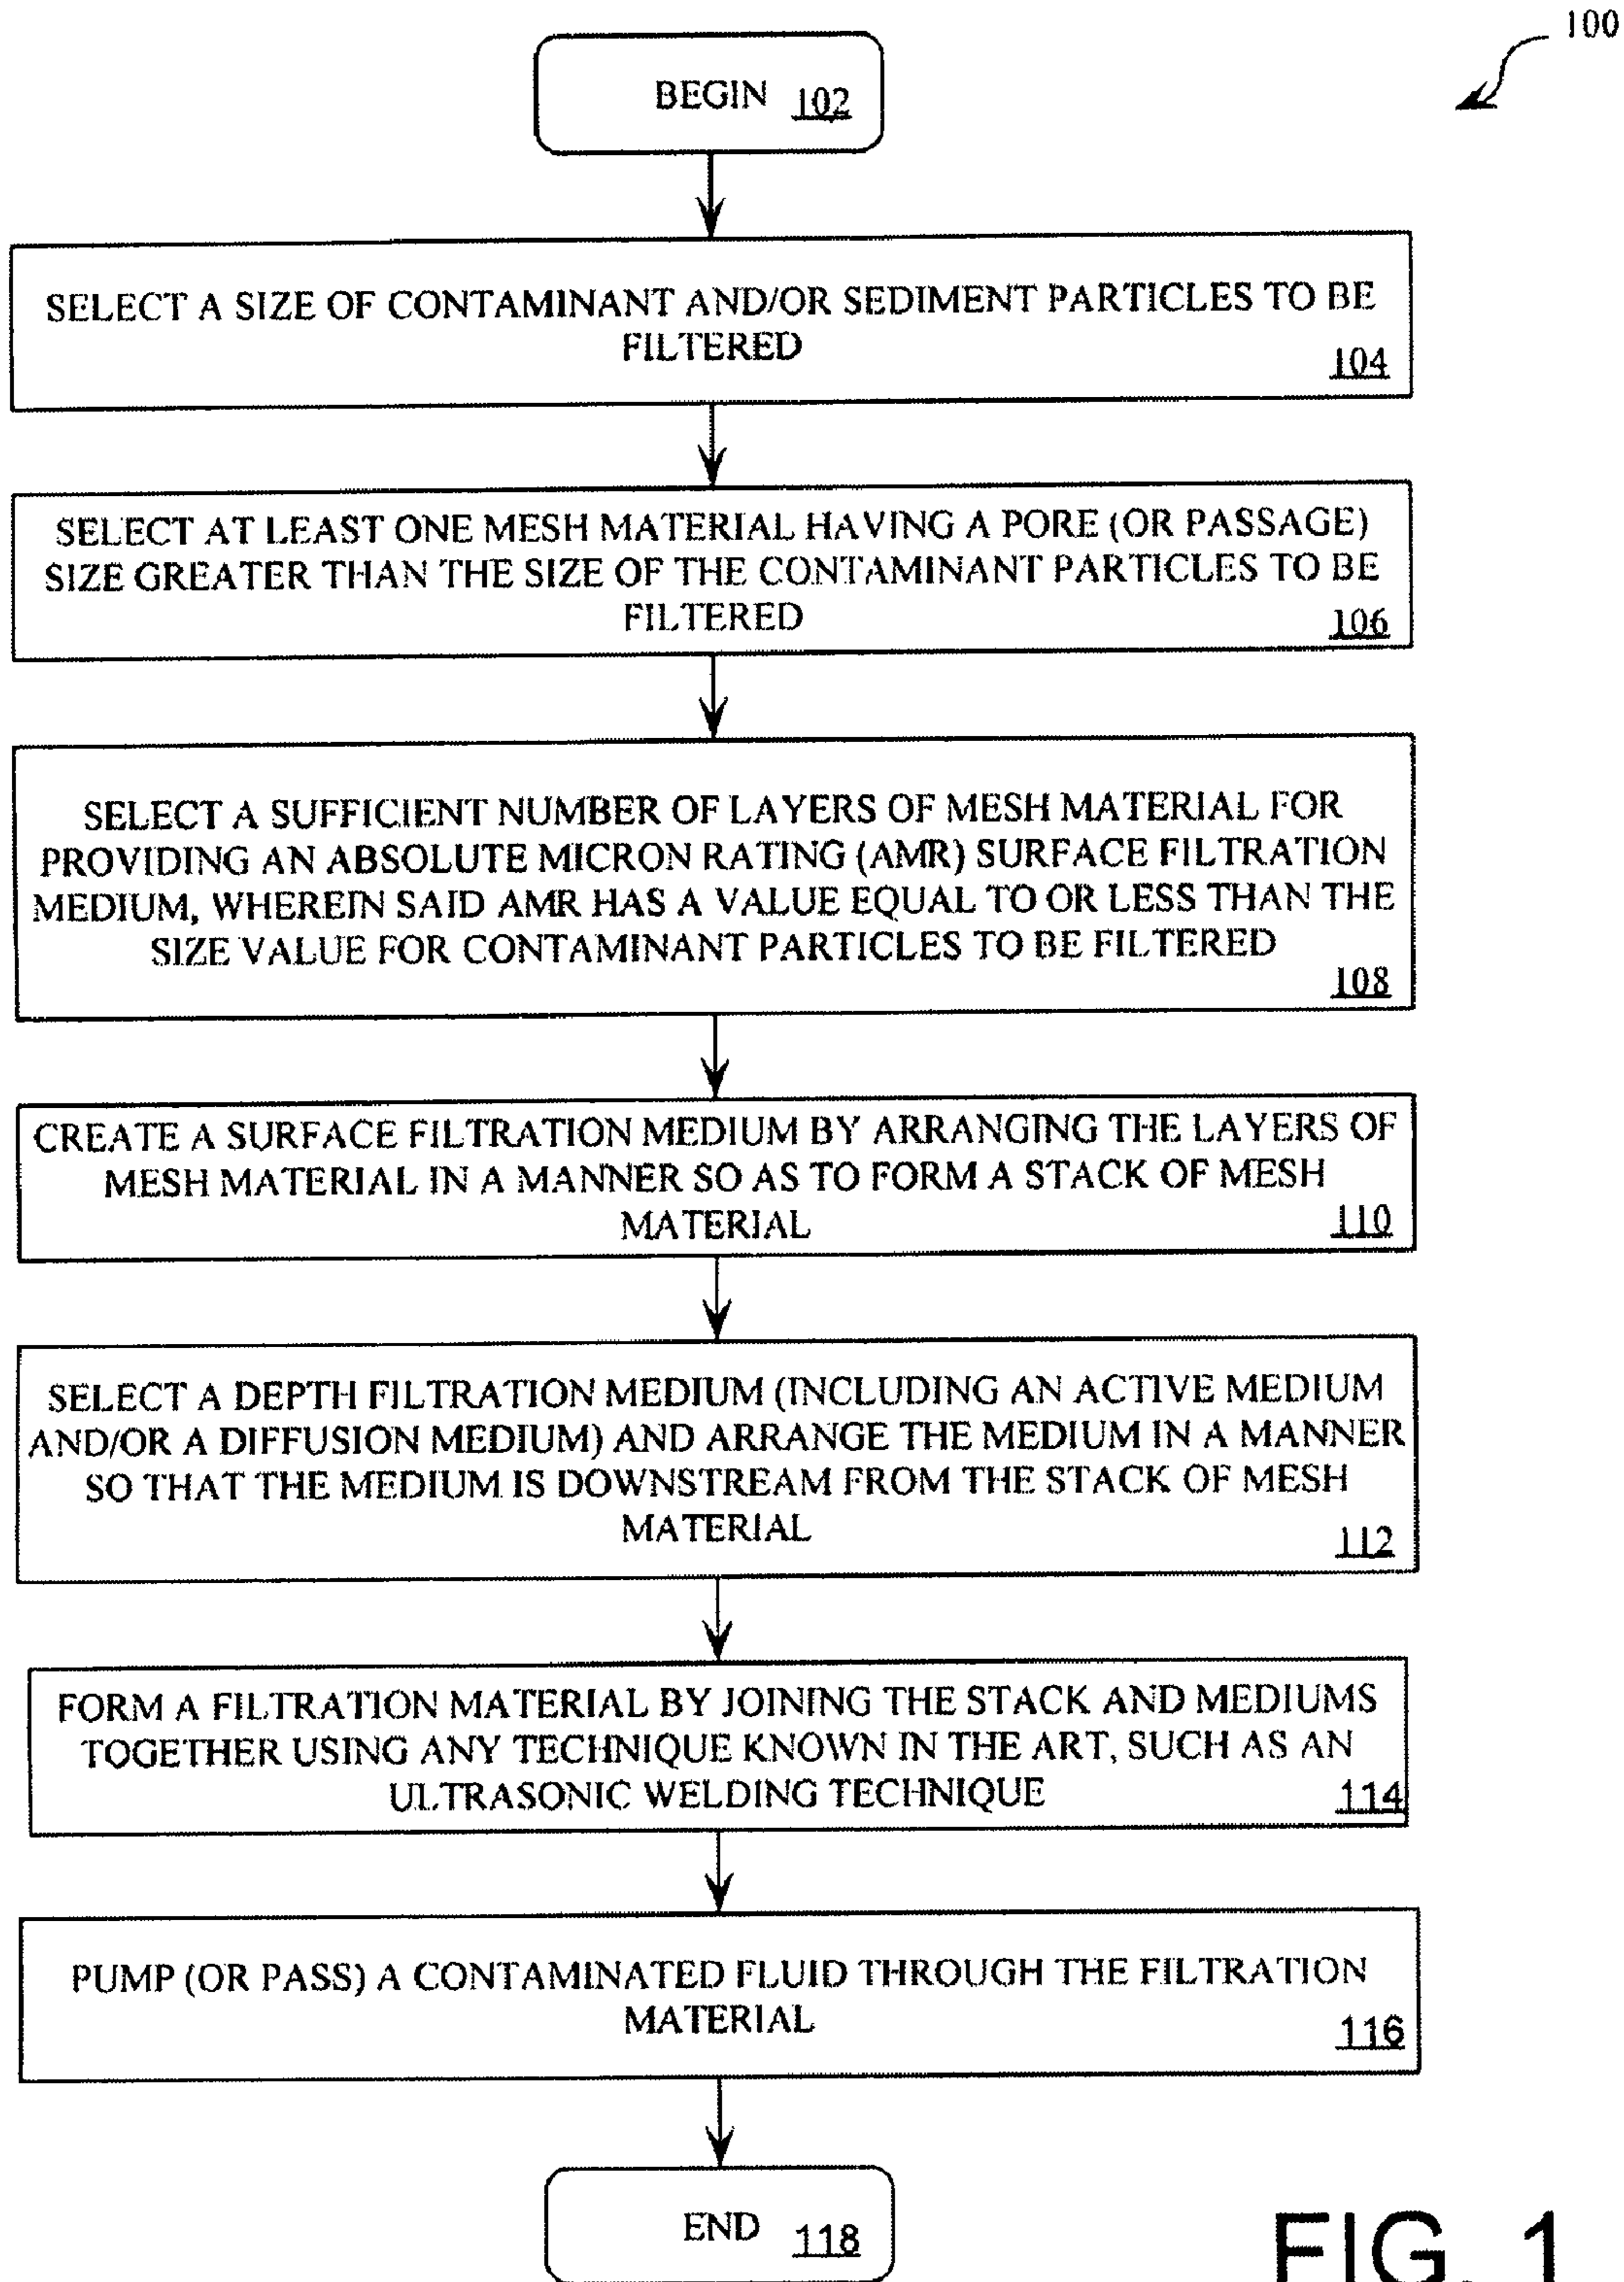 100
BEGIN 102
SELECT A SIZE OF CONTAMINANT AND/OR SEDIMENT PARTICLES TO BE
FILTERED
104
SELECT AT LEAST ONE MESH MATERIAL HAVING A PORE (OR PASSAGE)
SIZE GREATER THAN THE SIZE OF THE CONTAMINANT PARTICLES TO BE
FILTERED
106
SELECT A SUFFICIENT NUMBER OF LAYERS OF MESH MATERIAL FOR
PROVIDING AN ABSOLUTE MICRON RATING (AMR) SURFACE FILTRATION
MEDIUM, WHEREIN SAID AMR HAS A VALUE EQUAL TO OR LESS THAN THE
SIZE VALUE FOR CONTAMINANT PARTICLES TO BE FILTERED
108
CREATE A SURFACE FILTRATION MEDIUM BY ARRANGING THE LAYERS OF
MESH MATERIAL IN A MANNER SO AS TO FORM A STACK OF MESH
MATERIAL
110
SELECT A DEPTH FILTRATION MEDIUM (INCLUDING AN ACTIVE MEDIUM
AND/OR A DIFFUSION MEDIUM) AND ARRANGE THE MEDIUM IN A MANNER
SO THAT THE MEDIUM IS DOWNSTREAM FROM THE STACK OF MESH
MATERIAL
112
FORM A FILTRATION MATERIAL BY JOINING THE STACK AND MEDIUMS
TOGETHER USING ANY TECHNIQUE KNOWN IN THE ART, SUCH AS AN
ULTRASONIC WELDING TECHNIQUE
114
PUMP (OR PASS) A CONTAMINATED FLUID THROUGH THE FILTRATION
MATERIAL
116
END 118
FIG. 1